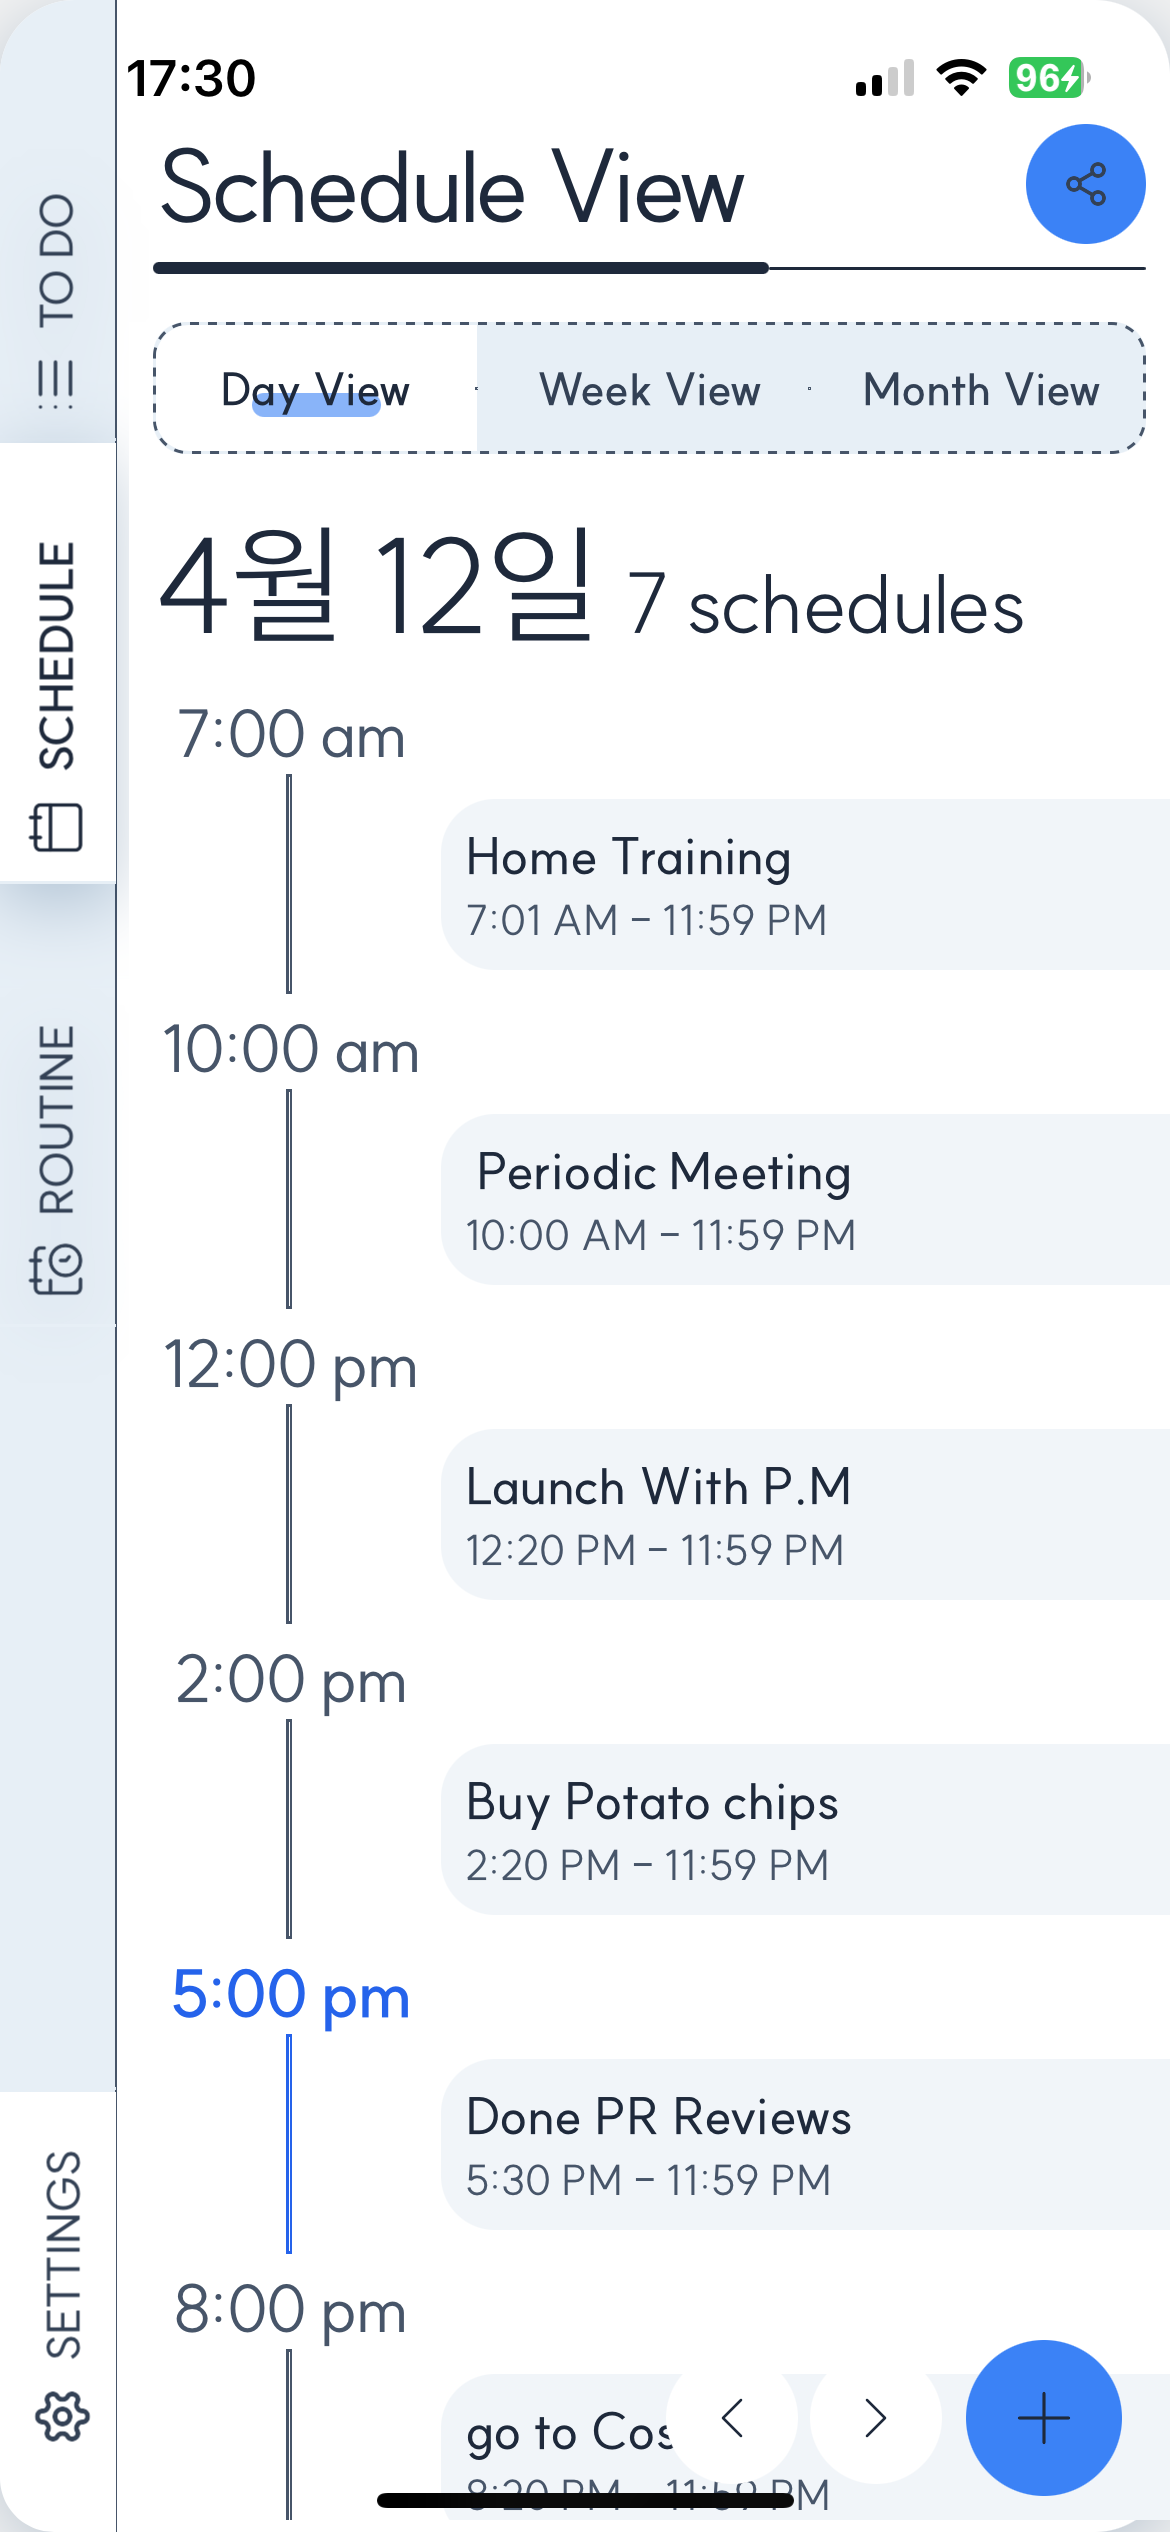 17:30
96
Schedule View
Day View
Week View
Month View
4월 12일 7 schedules
7:00 am
Home Training
7:01 AM – 11:59 PM
10:00 am
Periodic Meeting
10:00 AM – 11:59 PM
12:00 pm
Launch With P.M
12:20 PM – 11:59 PM
2:00 pm
Buy Potato chips
2:20 PM – 11:59 PM
5:00 pm
Done PR Reviews
5:30 PM – 11:59 PM
8:00 pm
go to
8:20 PM – 11:59 PM
TO DO
SCHEDULE
ROUTINE
SETTINGS